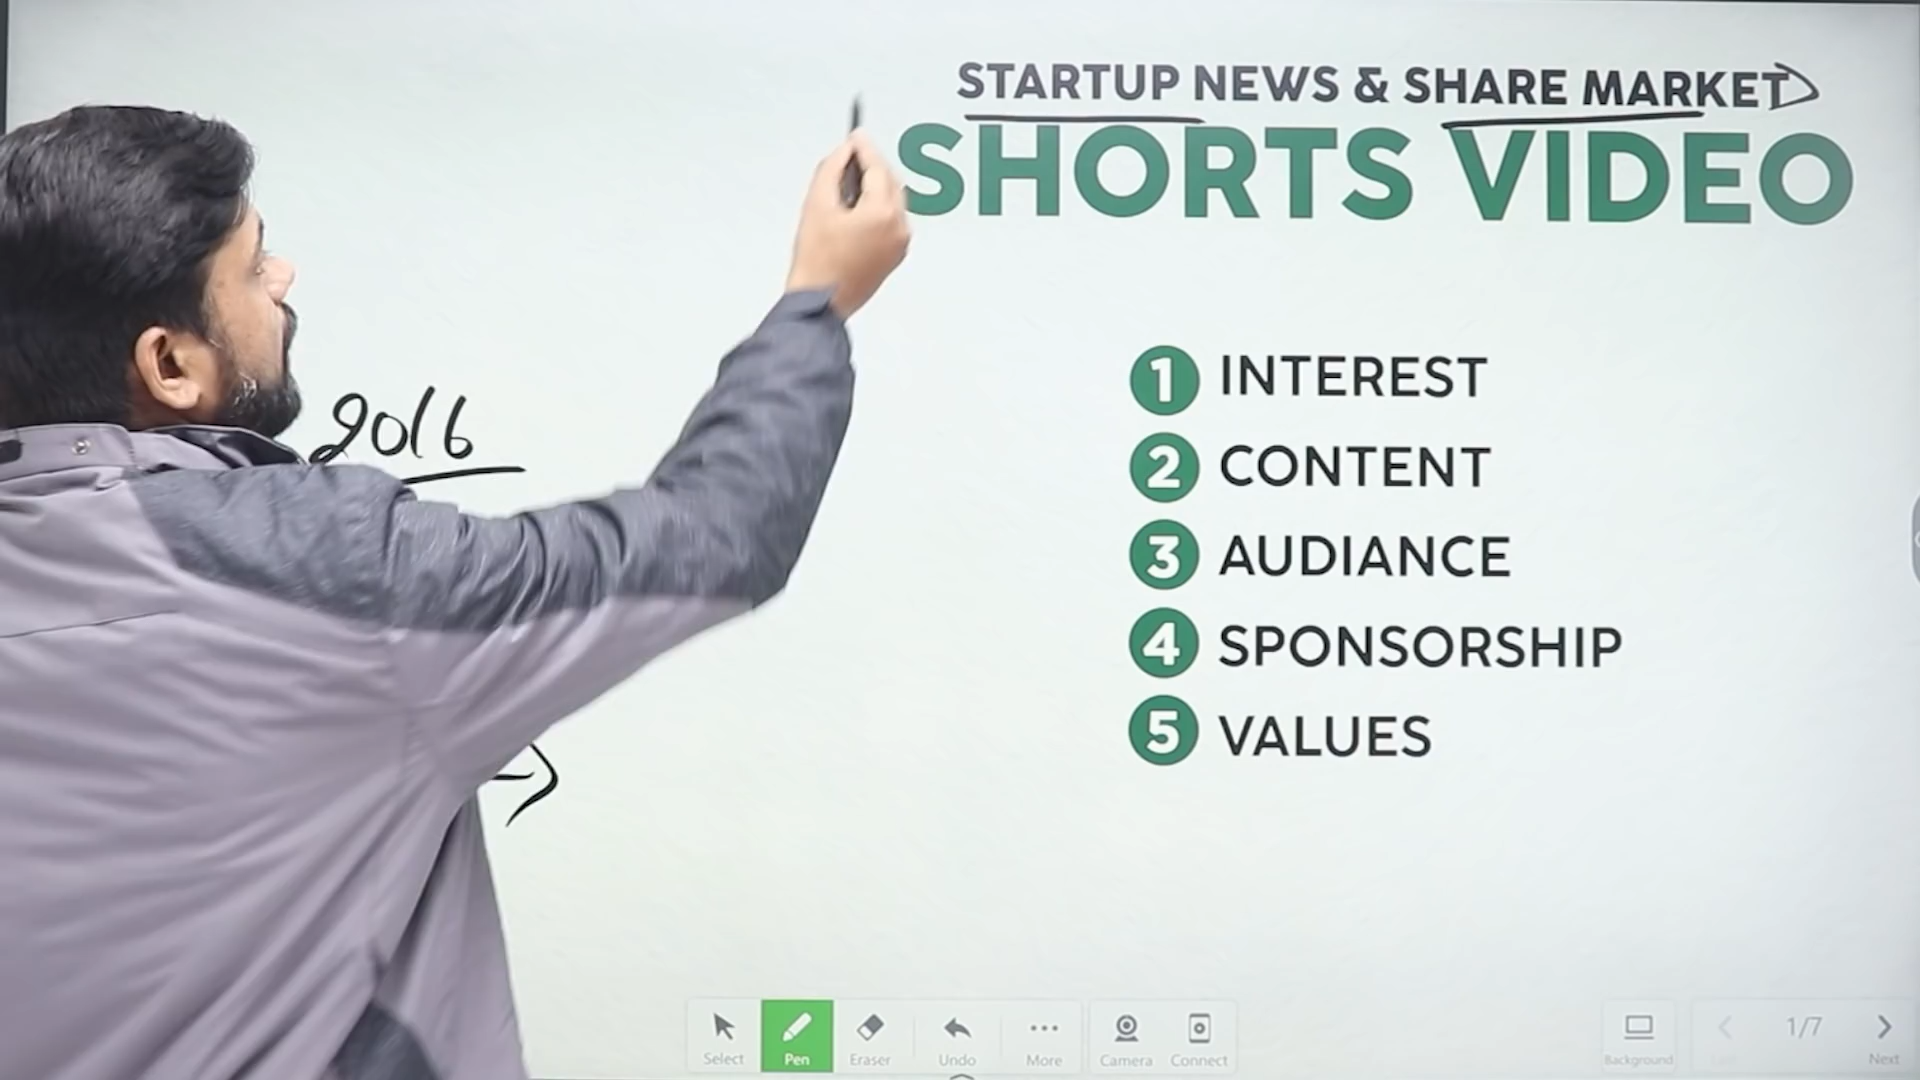 STARTUP NEWS & SHARE MARKET
SHORTS VIDEO
1 INTEREST
2 CONTENT
3 AUDIANCE
4 SPONSORSHIP
5 VALUES
2016
Select Pen Eraser Undo More Camera Connect Background 1/7 Next